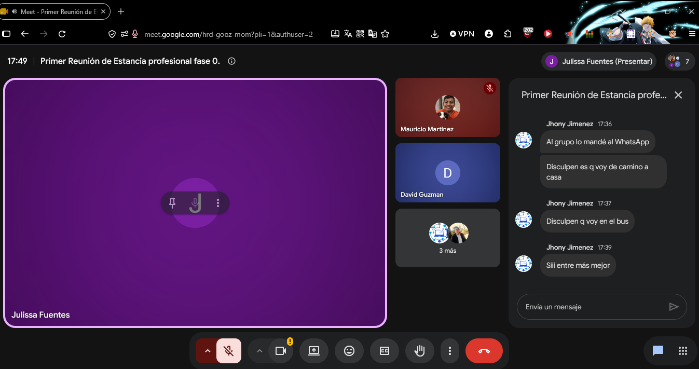 Meet - Primer Reunión de E
meet.google.com/hrd-gooz-mom?pli=1&authuser=2
VPN
17:49 Primer Reunión de Estancia profesional fase 0.
Julissa Fuentes (Presentar)
7
J
Julissa Fuentes
Mauricio Martínez
D
David Guzman
3 más
Primer Reunión de Estancia profe...
Jhony Jimenez 17:36
Al grupo lo mandé al WhatsApp
Disculpen es q voy de camino a
casa
Jhony Jimenez 17:37
Disculpen q voy en el bus
Jhony Jimenez 17:39
Siii entre más mejor
Envía un mensaje